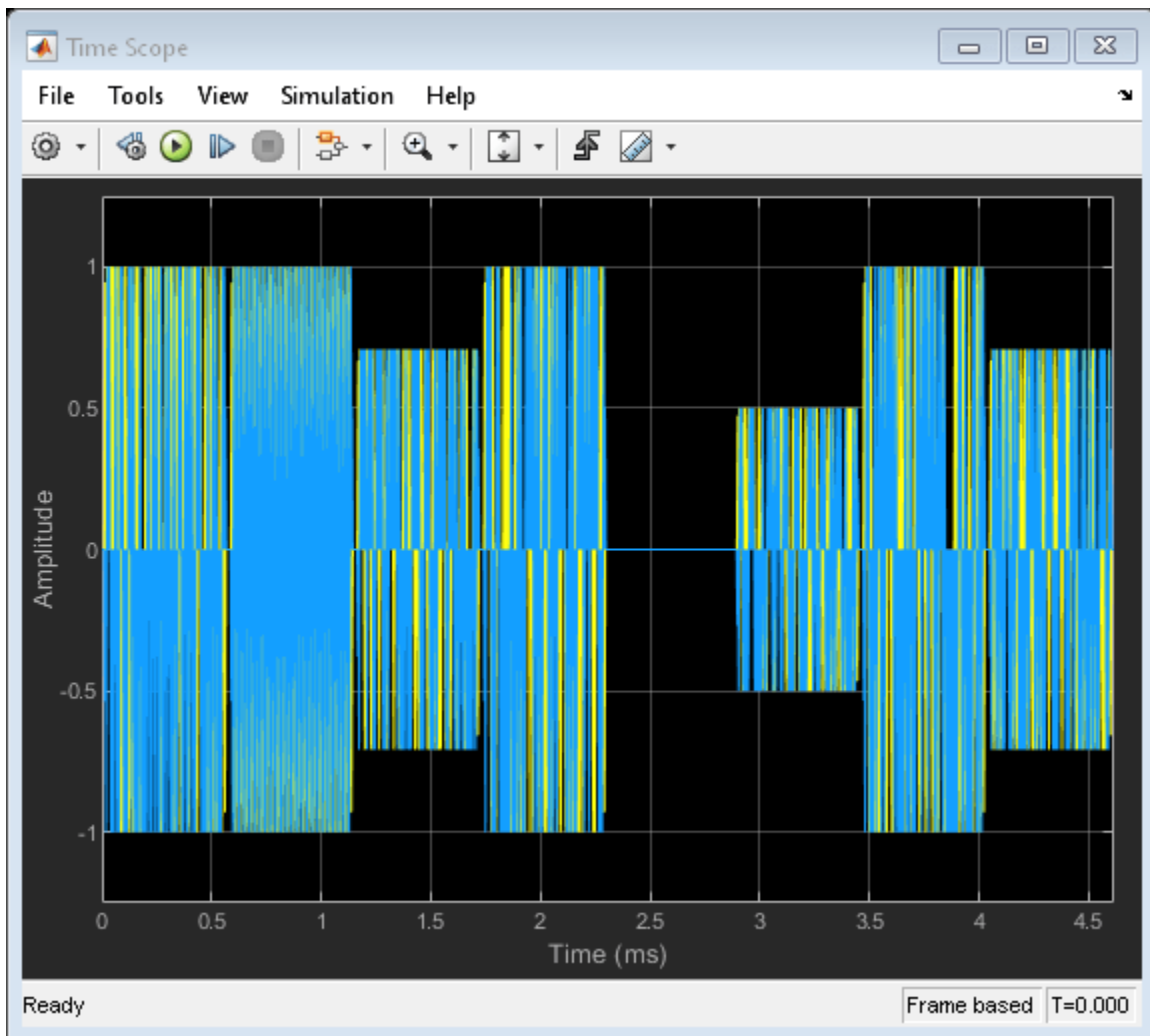 Time Scope
File Tools View Simulation Help
1
0.5
0
-0.5
-1
Amplitude
0 0.5 1 1.5 2 2.5 3 3.5 4 4.5
Time (ms)
Ready Frame based T=0.000